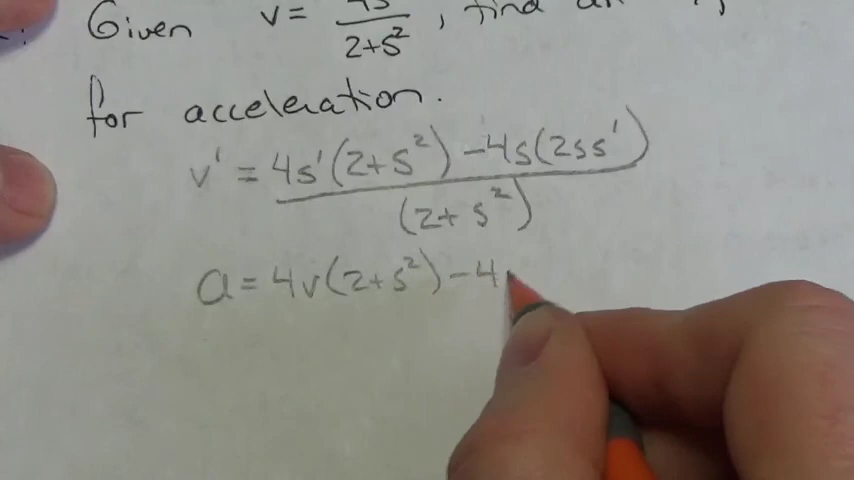 Given v = 4s / 2+s² , find an
for acceleration.
v' = 4s'(2+s²) - 4s(2ss') / (2+s²)
a = 4v(2+s²) - 4